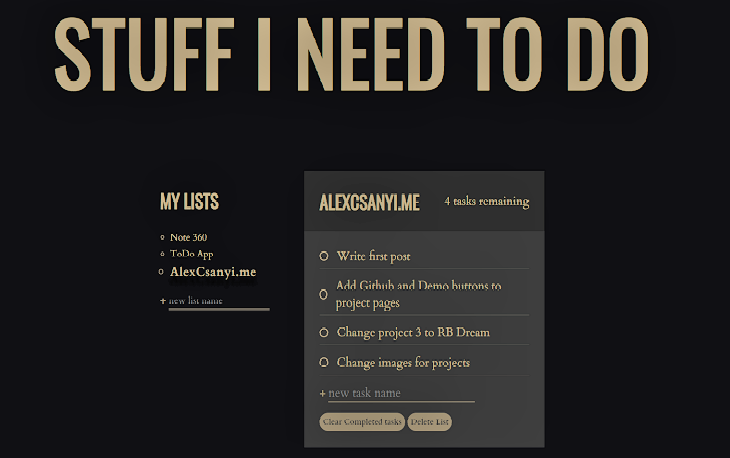 STUFF I NEED TO DO
MY LISTS
Note 360
ToDo App
AlexCsanyi.me
+ new list name
ALEXCSANYI.ME
4 tasks remaining
Write first post
Add Github and Demo buttons to
project pages
Change project 3 to RB Dream
Change images for projects
+ new task name
Clear Completed tasks
Delete List